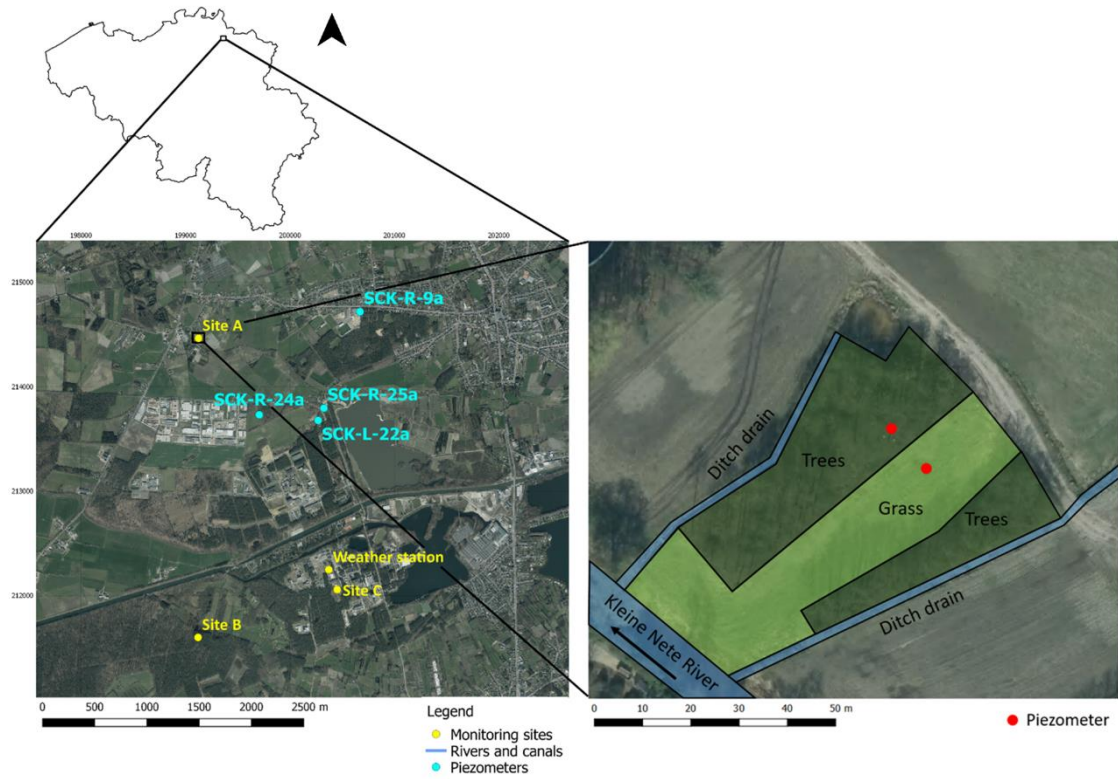 198000
199000
200000
201000
202000
215000
214000
213000
212000
SCK-R-9a
Site A
SCK-R-24a
SCK-R-25a
SCK-L-22a
Weather station
Site C
Site B
0 500 1000 1500 2000 2500 m
Legend
Monitoring sites
Rivers and canals
Piezometers
Ditch drain
Trees
Grass
Trees
Ditch drain
Kleine Nete River
0 10 20 30 40 50 m
Piezometer